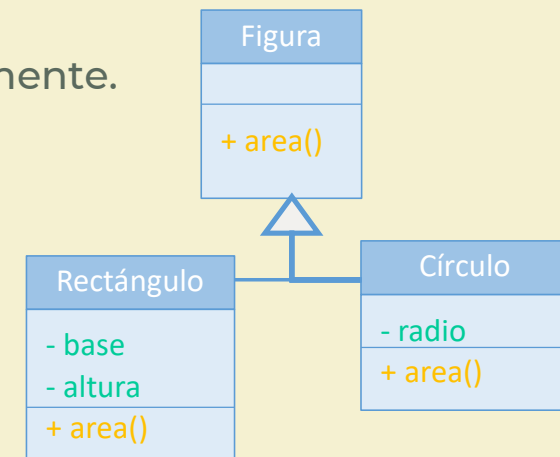 Figura
mente.
+ area()
Rectángulo
- base
- altura
+ area()
Círculo
- radio
+ area()